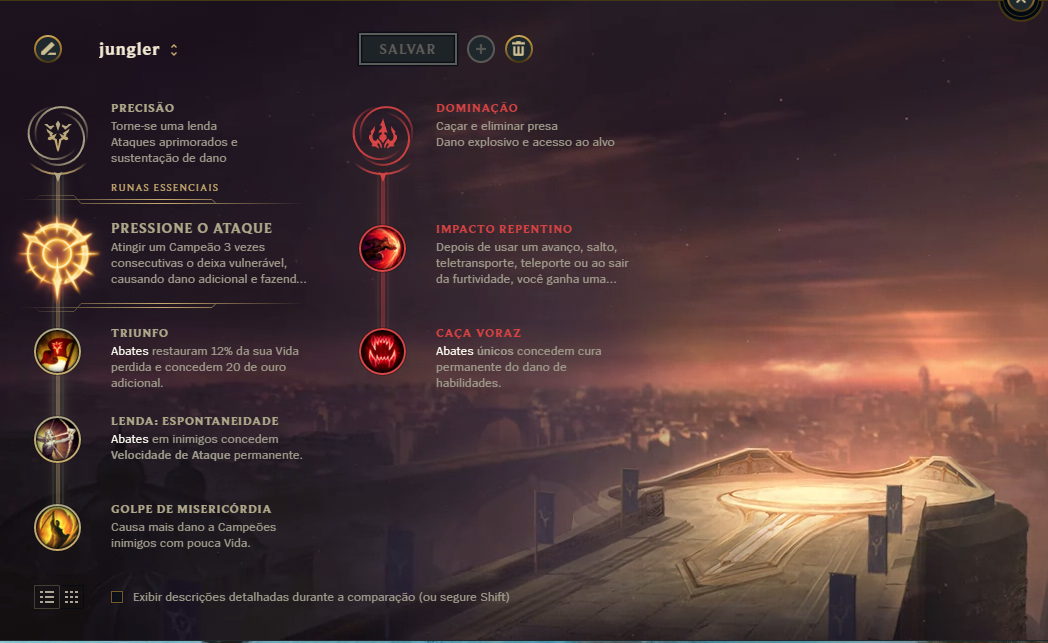 jungler
SALVAR
PRECISÃO
Torne-se uma lenda
Ataques aprimorados e
sustentação de dano
RUNAS ESSENCIAIS
PRESSIONE O ATAQUE
Atingir um Campeão 3 vezes
consecutivas o deixa vulnerável,
causando dano adicional e fazend...
TRIUNFO
Abates restauram 12% da sua Vida
perdida e concedem 20 de ouro
adicional.
LENDA: ESPONTANEIDADE
Abates em inimigos concedem
Velocidade de Ataque permanente.
GOLPE DE MISERICÓRDIA
Causa mais dano a Campeões
inimigos com pouca Vida.
DOMINAÇÃO
Caçar e eliminar presa
Dano explosivo e acesso ao alvo
IMPACTO REPENTINO
Depois de usar um avanço, salto,
teletransporte, teleporte ou ao sair
da furtividade, você ganha uma...
CAÇA VORAZ
Abates únicos concedem cura
permanente do dano de
habilidades.
Exibir descrições detalhadas durante a comparação (ou segure Shift)